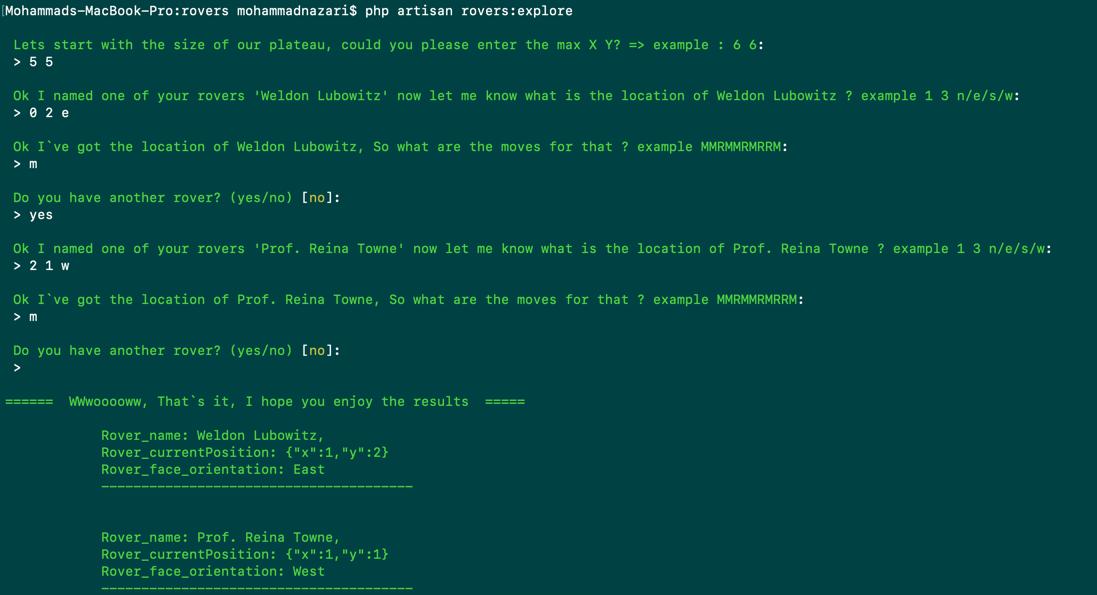 [Mohammads-MacBook-Pro:rovers mohammadnazari$ php artisan rovers:explore
Lets start with the size of our plateau, could you please enter the max X Y? => example : 6 6:
> 5 5
Ok I named one of your rovers 'Weldon Lubowitz' now let me know what is the location of Weldon Lubowitz ? example 1 3 n/e/s/w:
> 0 2 e
Ok I`ve got the location of Weldon Lubowitz, So what are the moves for that ? example MMRMMRMRRM:
> m
Do you have another rover? (yes/no) [no]:
> yes
Ok I named one of your rovers 'Prof. Reina Towne' now let me know what is the location of Prof. Reina Towne ? example 1 3 n/e/s/w:
> 2 1 w
Ok I`ve got the location of Prof. Reina Towne, So what are the moves for that ? example MMRMMRMRRM:
> m
Do you have another rover? (yes/no) [no]:
>
====== WWwooooww, That`s it, I hope you enjoy the results =====
Rover_name: Weldon Lubowitz,
Rover_currentPosition: {"x":1,"y":2}
Rover_face_orientation: East
---------------------------------------
Rover_name: Prof. Reina Towne,
Rover_currentPosition: {"x":1,"y":1}
Rover_face_orientation: West
---------------------------------------